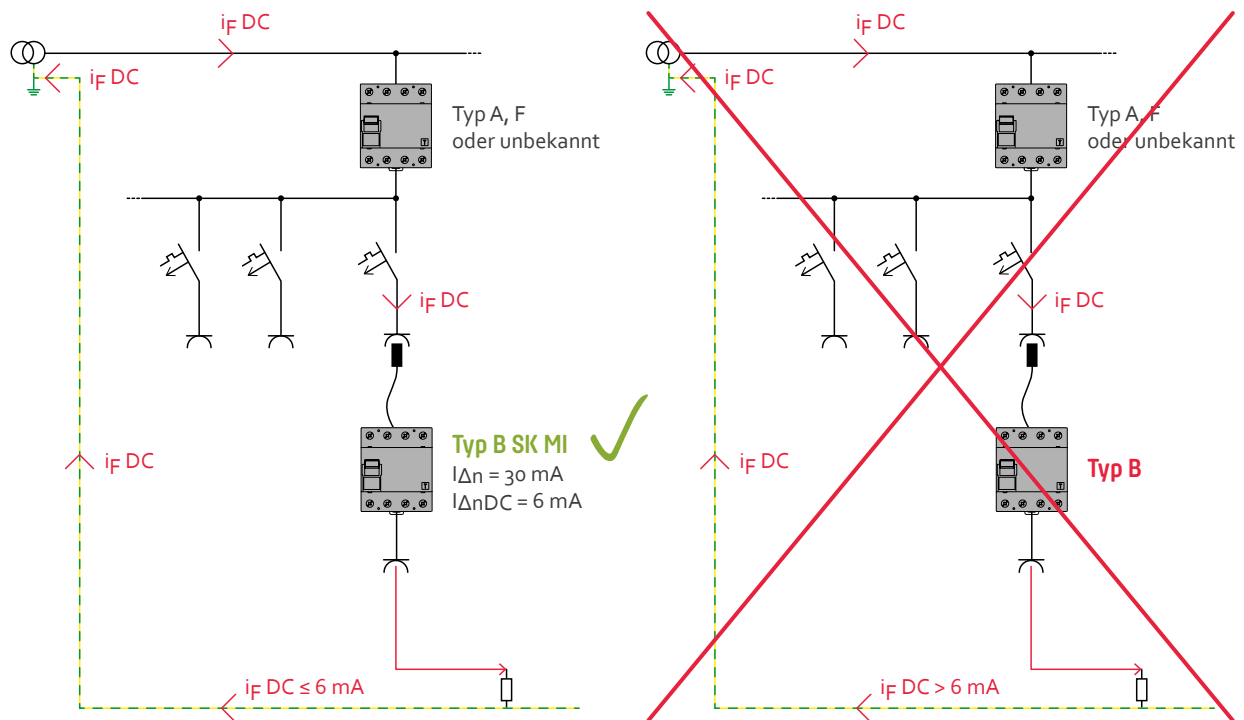 iF DC
iF DC
Typ A, F
oder unbekannt
iF DC
iF DC
Typ B SK MI
IΔn = 30 mA
IΔnDC = 6 mA
iF DC ≤ 6 mA
iF DC
iF DC
Typ A, F
oder unbekannt
iF DC
iF DC
Typ B
iF DC > 6 mA